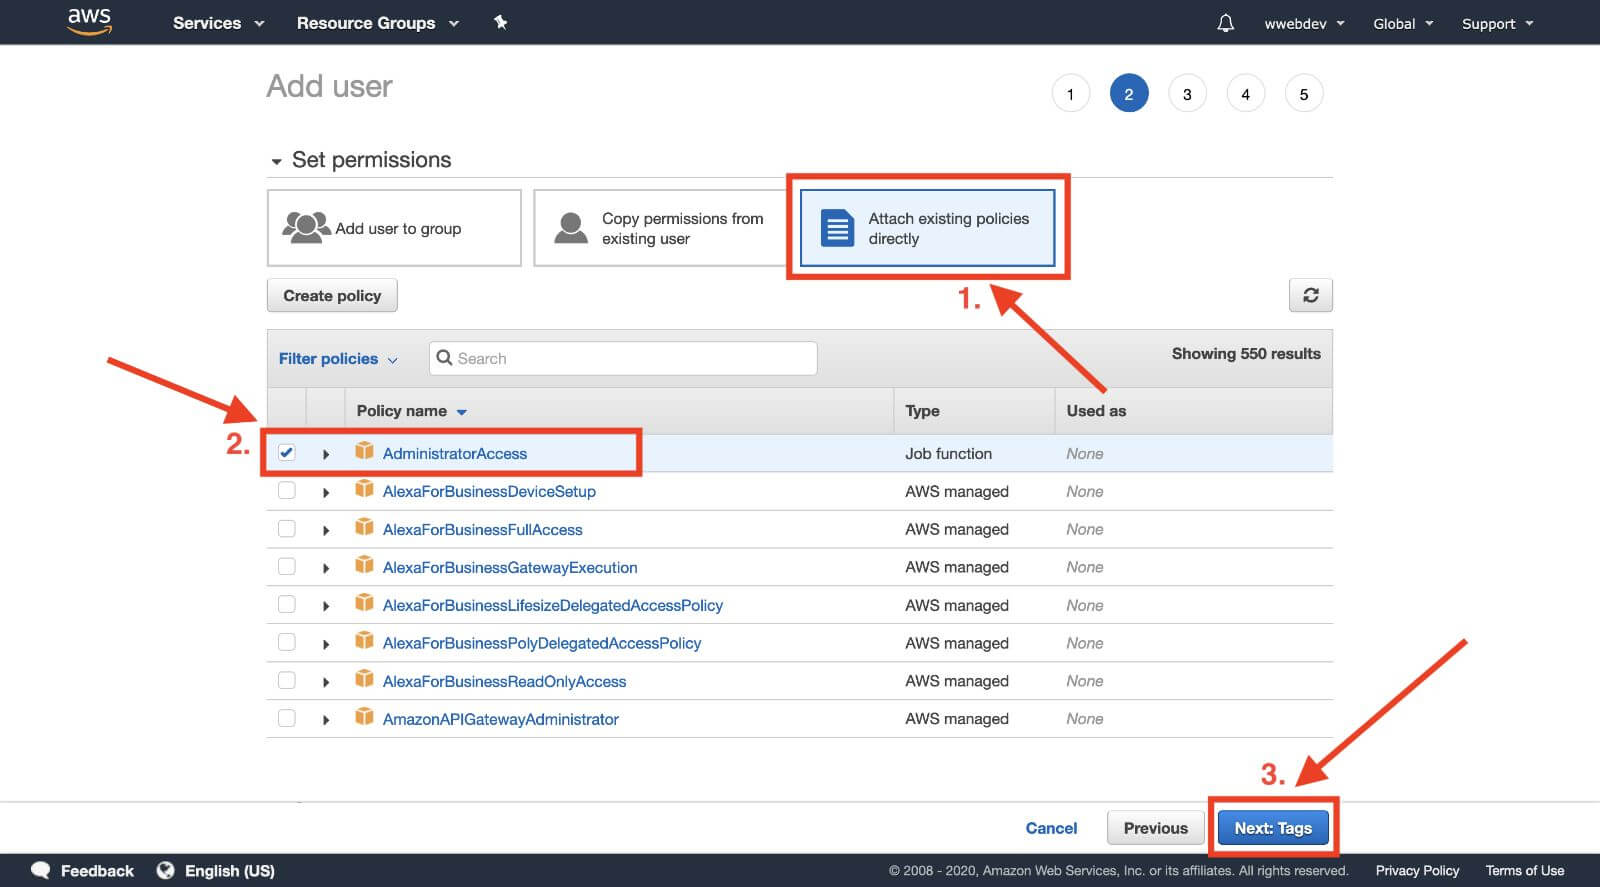 aws Services Resource Groups wwebdev Global Support
Add user
1 2 3 4 5
Set permissions
Add user to group
Copy permissions from
existing user
Attach existing policies
directly
1.
Create policy
Filter policies
Search
Showing 550 results
Policy name Type Used as
2.
AdministratorAccess Job function None
AlexaForBusinessDeviceSetup AWS managed None
AlexaForBusinessFullAccess AWS managed None
AlexaForBusinessGatewayExecution AWS managed None
AlexaForBusinessLifesizeDelegatedAccessPolicy AWS managed None
AlexaForBusinessPolyDelegatedAccessPolicy AWS managed None
AlexaForBusinessReadOnlyAccess AWS managed None
AmazonAPIGatewayAdministrator AWS managed None
3.
Cancel Previous Next: Tags
Feedback English (US) © 2008 - 2020, Amazon Web Services, Inc. or its affiliates. All rights reserved. Privacy Policy Terms of Use